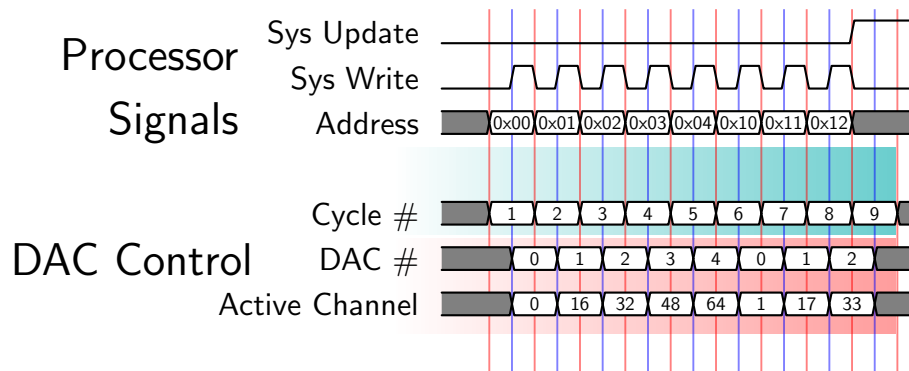 Processor
Signals
Sys Update
Sys Write
Address
0x00 0x01 0x02 0x03 0x04 0x10 0x11 0x12
DAC Control
Cycle #
1 2 3 4 5 6 7 8 9
DAC #
0 1 2 3 4 0 1 2
Active Channel
0 16 32 48 64 1 17 33